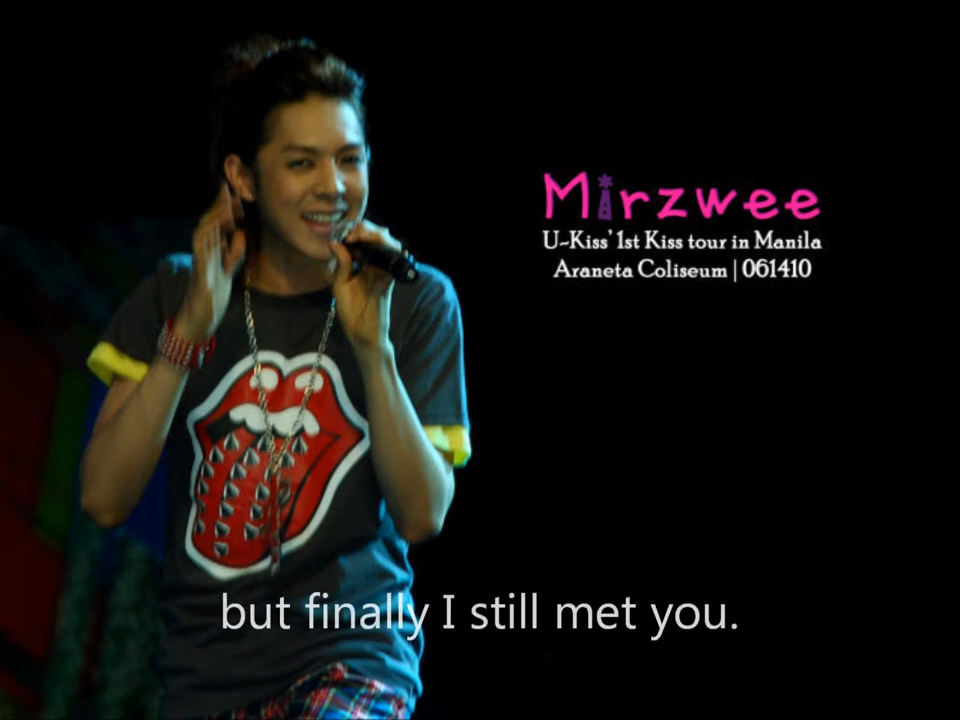 Mirzwee
U-Kiss' 1st Kiss tour in Manila
Araneta Coliseum | 061410
but finally I still met you.